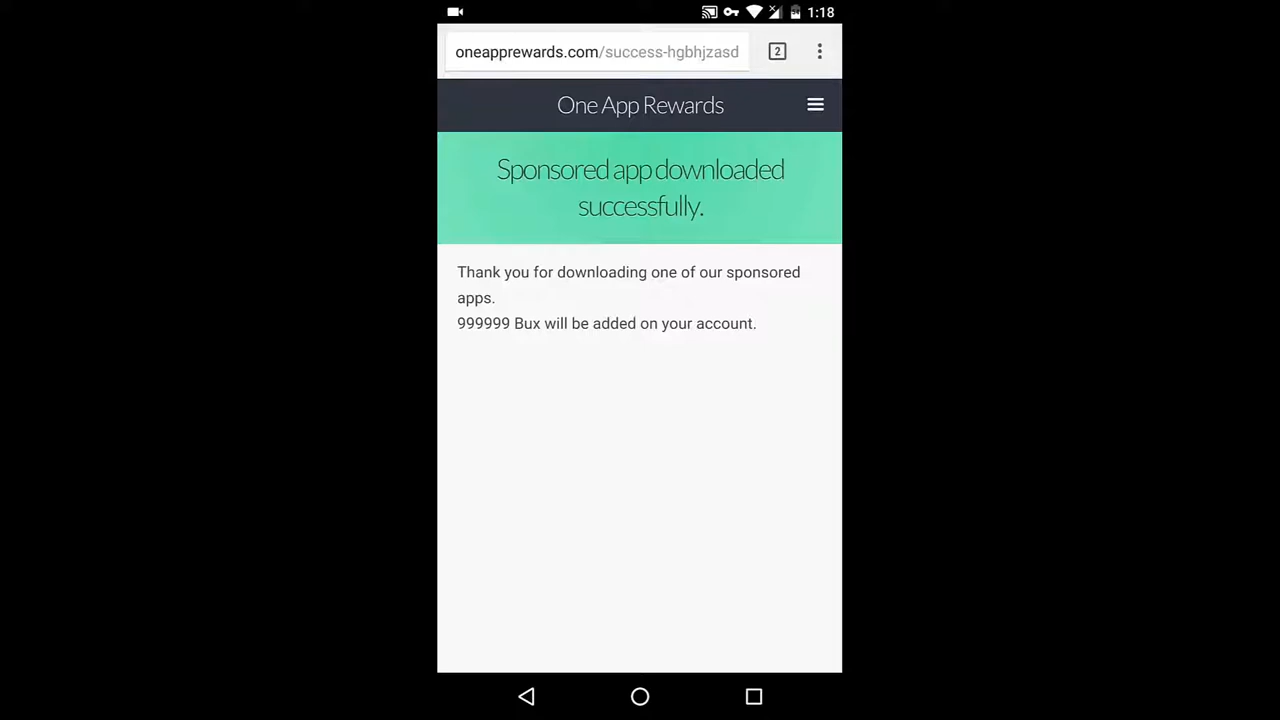 1:18
oneapprewards.com/success-hgbhjzasd
2
One App Rewards
Sponsored app downloaded
successfully.
Thank you for downloading one of our sponsored
apps.
999999 Bux will be added on your account.